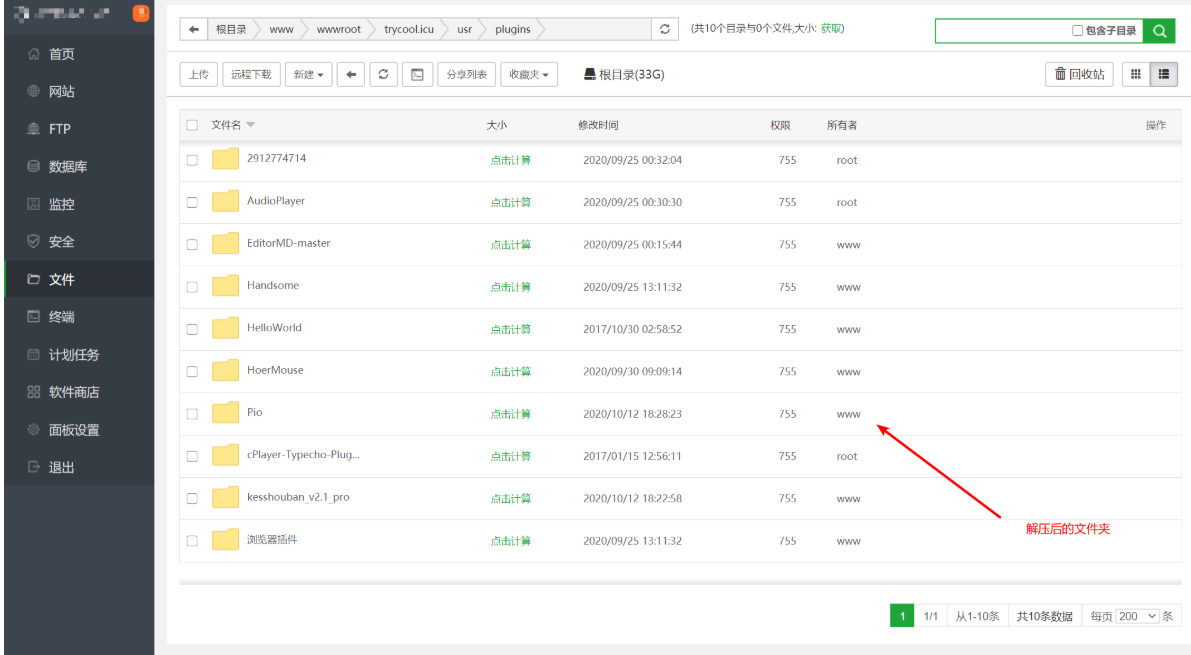 根目录 www wwwroot trycool.icu usr plugins (共10个目录与0个文件,大小: 获取) 包含子目录
首页
上传 远程下载 新建 分享列表 收藏夹 根目录(33G) 回收站
网站
文件名 大小 修改时间 权限 所有者 操作
FTP
2912774714 点击计算 2020/09/25 00:32:04 755 root
数据库
AudioPlayer 点击计算 2020/09/25 00:30:30 755 root
监控
EditorMD-master 点击计算 2020/09/25 00:15:44 755 www
安全
Handsome 点击计算 2020/09/25 13:11:32 755 www
文件
HelloWorld 点击计算 2017/10/30 02:58:52 755 www
终端
计划任务
HoerMouse 点击计算 2020/09/30 09:09:14 755 www
软件商店
Pio 点击计算 2020/10/12 18:28:23 755 www
面板设置
cPlayer-Typecho-Plug... 点击计算 2017/01/15 12:56:11 755 root
退出
kesshouban_v2.1_pro 点击计算 2020/10/12 18:22:58 755 www
解压后的文件夹
浏览器插件 点击计算 2020/09/25 13:11:32 755 www
1 1/1 从1-10条 共10条数据 每页 200 条